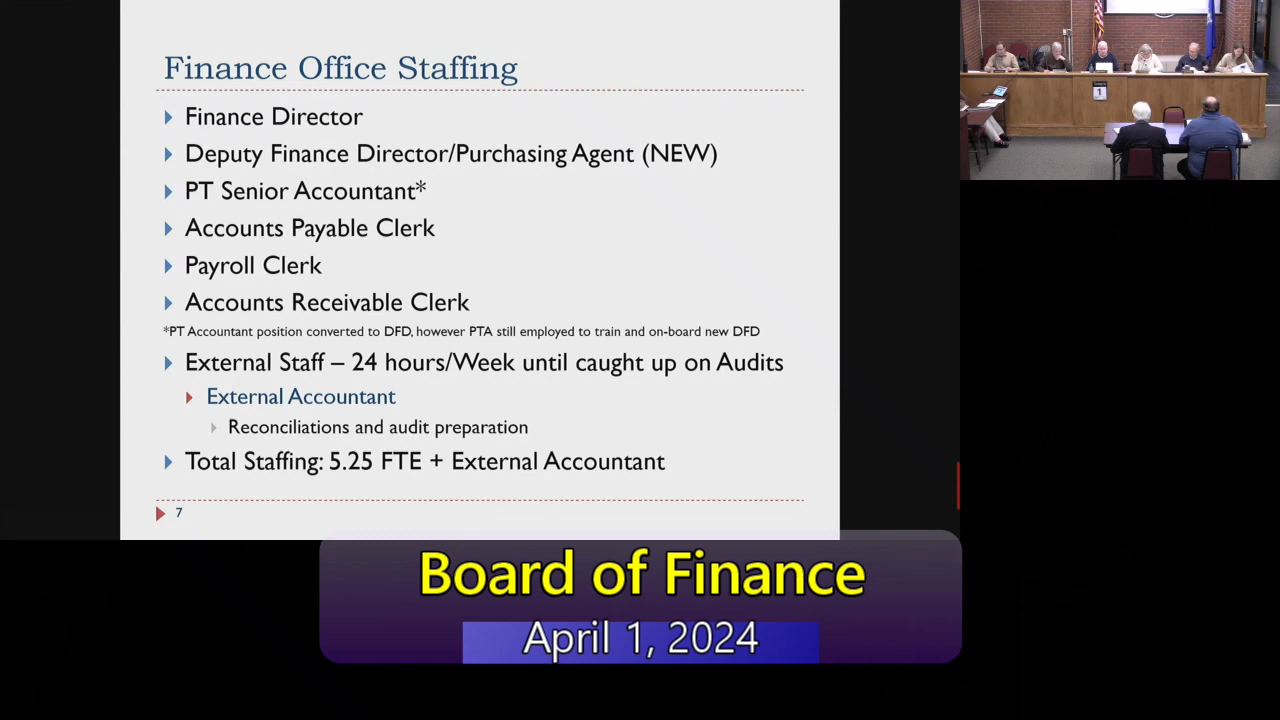 Finance Office Staffing
Finance Director
Deputy Finance Director/Purchasing Agent (NEW)
PT Senior Accountant*
Accounts Payable Clerk
Payroll Clerk
Accounts Receivable Clerk
*PT Accountant position converted to DFD, however PTA still employed to train and on-board new DFD
External Staff – 24 hours/Week until caught up on Audits
External Accountant
Reconciliations and audit preparation
Total Staffing: 5.25 FTE + External Accountant
7
1
Board of Finance
April 1, 2024